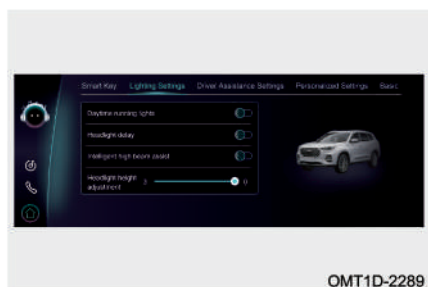 Smart Key Lighting Settings Driver Assistance Settings Personalized Settings Basic
Daytime running lights
Headlight delay
Intelligent high beam assist
Headlight height
adjustment 3 0
OMT1D-2289